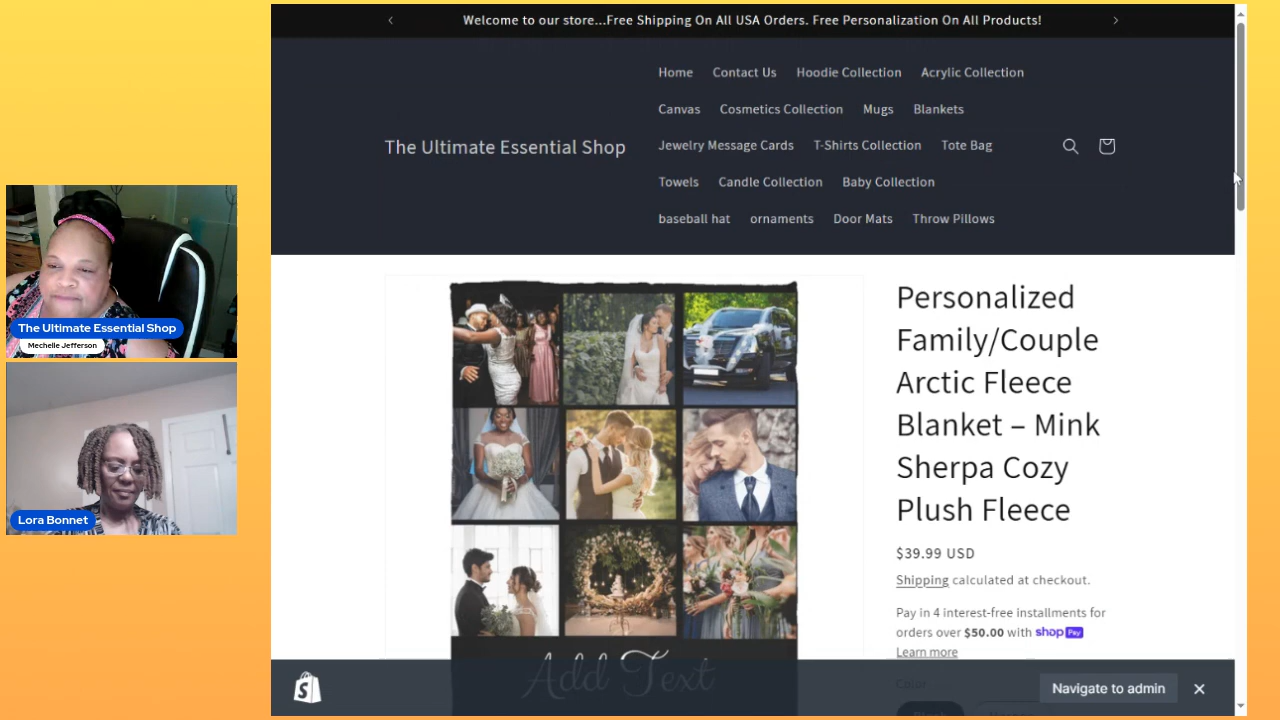 Welcome to our store...Free Shipping On All USA Orders. Free Personalization On All Products!
The Ultimate Essential Shop
Home Contact Us Hoodie Collection Acrylic Collection
Canvas Cosmetics Collection Mugs Blankets
Jewelry Message Cards T-Shirts Collection Tote Bag
Towels Candle Collection Baby Collection
baseball hat ornaments Door Mats Throw Pillows
The Ultimate Essential Shop
Mechelle Jefferson
Lora Bonnet
Add Text
Personalized
Family/Couple
Arctic Fleece
Blanket – Mink
Sherpa Cozy
Plush Fleece
$39.99 USD
Shipping calculated at checkout.
Pay in 4 interest-free installments for
orders over $50.00 with shop Pay
Learn more
Color
Navigate to admin